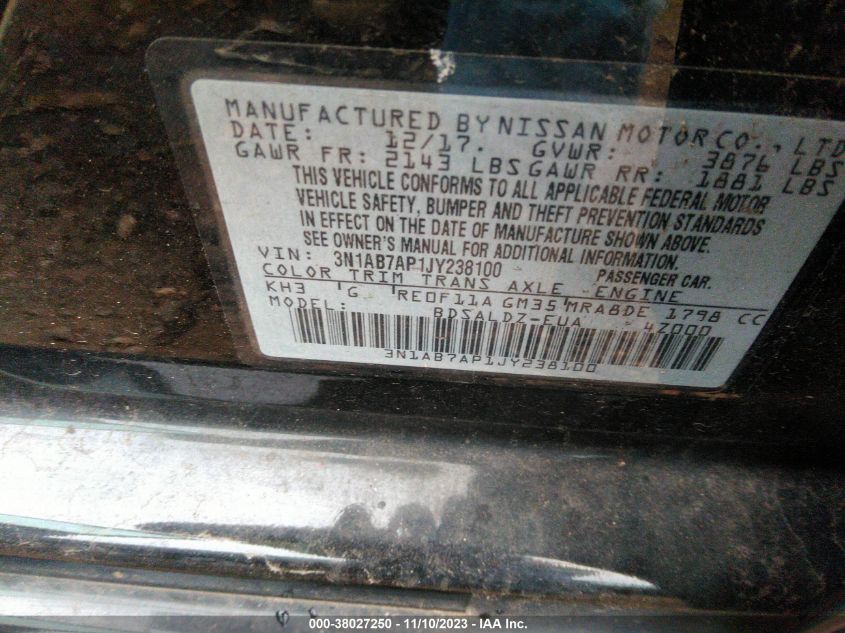 MANUFACTURED BY NISSAN MOTOR CO., LTD
DATE: 12/17. GVWR: 3876 LBS
GAWR FR: 2143 LBS GAWR RR: 1881 LBS
THIS VEHICLE CONFORMS TO ALL APPLICABLE FEDERAL MOTOR
VEHICLE SAFETY, BUMPER AND THEFT PREVENTION STANDARDS
IN EFFECT ON THE DATE OF MANUFACTURE SHOWN ABOVE.
SEE OWNER'S MANUAL FOR ADDITIONAL INFORMATION.
VIN: 3N1AB7AP1JY238100 PASSENGER CAR.
COLOR TRIM TRANS AXLE ENGINE
KH3 G RE0F11A GM35 MRA8DE 1798 CC
MODEL: BDSALDZ-EUA 4Z000
3N1AB7AP1JY238100
000-38027250 - 11/10/2023 - IAA Inc.